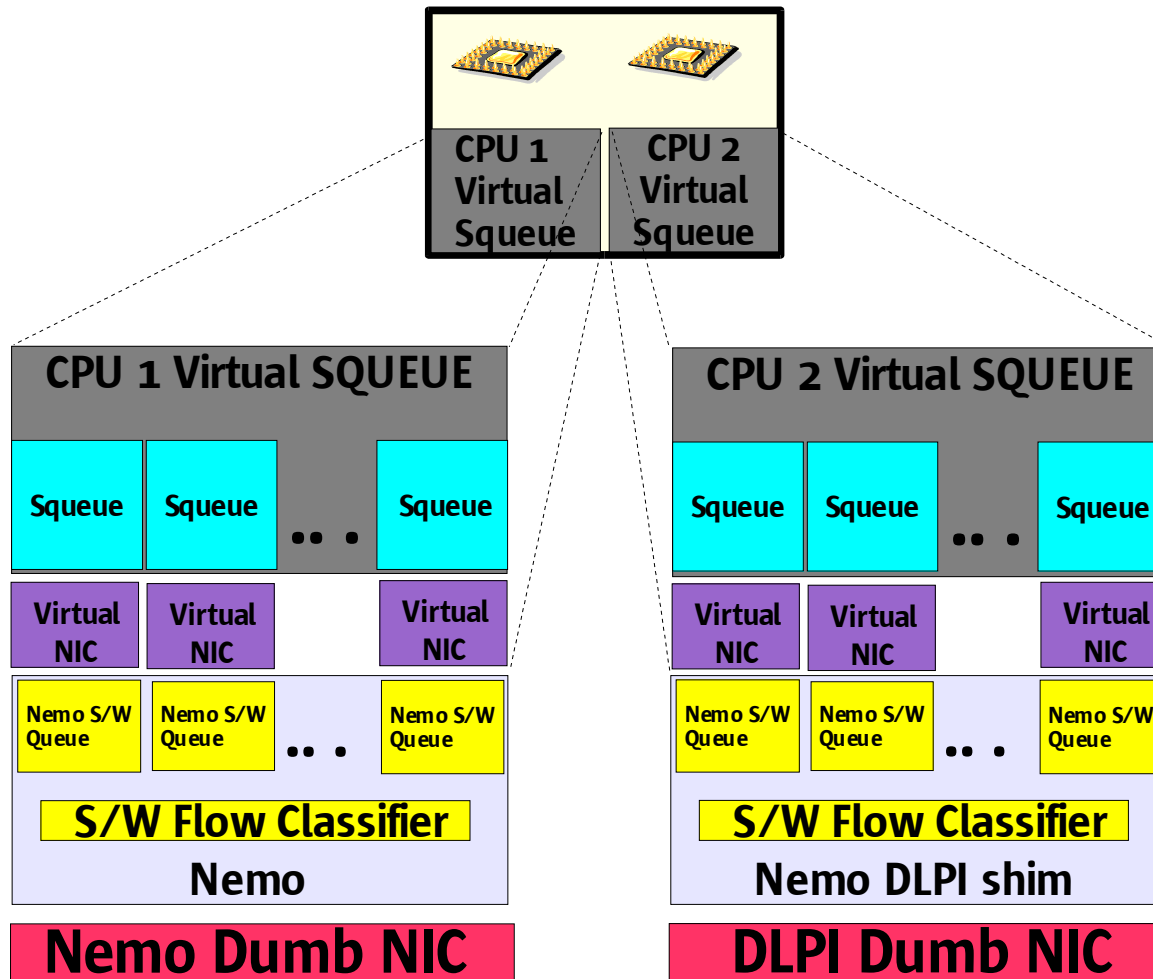 CPU 1
Virtual
Squeue
CPU 2
Virtual
Squeue
CPU 1 Virtual SQUEUE
Squeue
Squeue
.. .
Squeue
Virtual
NIC
Virtual
NIC
Virtual
NIC
Nemo S/W
Queue
Nemo S/W
Queue
.. .
Nemo S/W
Queue
S/W Flow Classifier
Nemo
Nemo Dumb NIC
CPU 2 Virtual SQUEUE
Squeue
Squeue
.. .
Squeue
Virtual
NIC
Virtual
NIC
Virtual
NIC
Nemo S/W
Queue
Nemo S/W
Queue
.. .
Nemo S/W
Queue
S/W Flow Classifier
Nemo DLPI shim
DLPI Dumb NIC